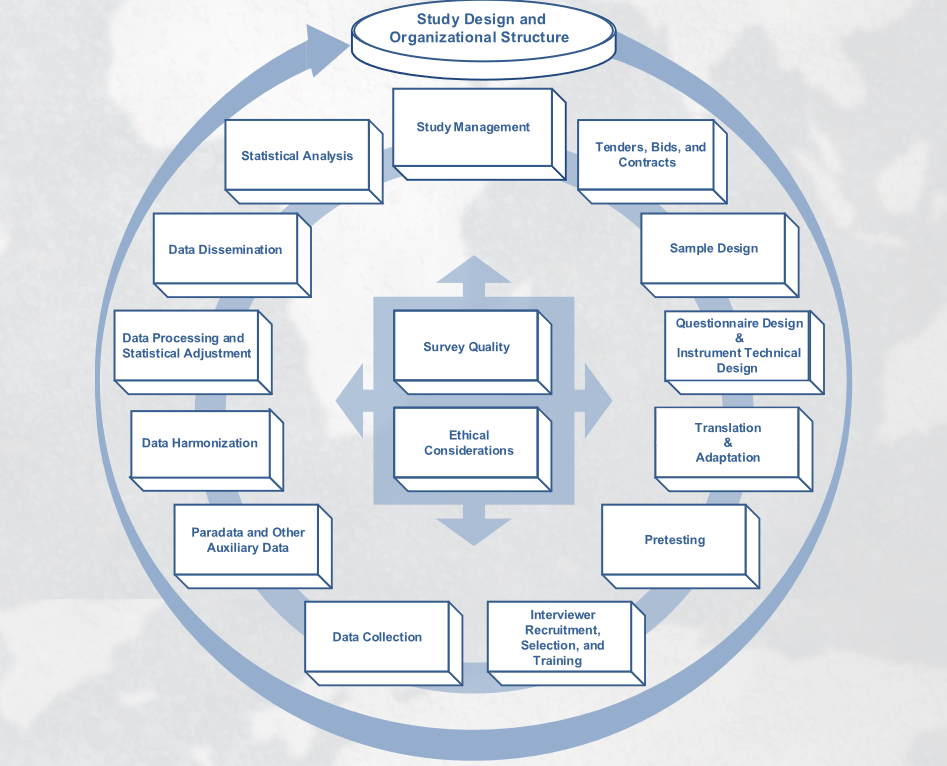 Study Design and
Organizational Structure
Study Management
Statistical Analysis
Tenders, Bids, and
Contracts
Data Dissemination
Sample Design
Data Processing and
Statistical Adjustment
Survey Quality
Questionnaire Design
&
Instrument Technical
Design
Data Harmonization
Ethical
Considerations
Translation
&
Adaptation
Paradata and Other
Auxiliary Data
Pretesting
Data Collection
Interviewer
Recruitment,
Selection, and
Training